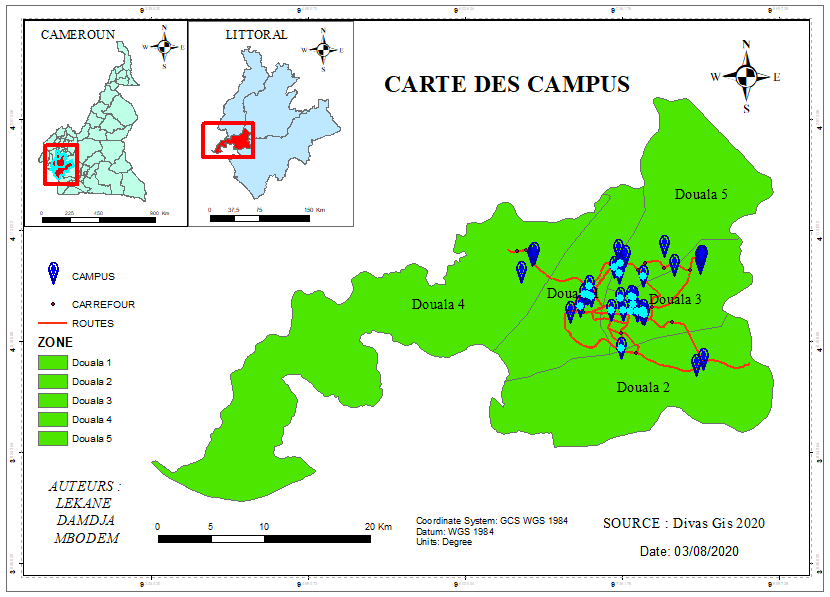 CAMEROUN
N
W
E
S
0 225 450 900 Km
LITTORAL
N
W
E
S
0 37,5 75 150 Km
CARTE DES CAMPUS
N
W
E
S
Douala 5
Douala 4
Doua
Douala 3
Douala 2
CAMPUS
CARREFOUR
ROUTES
ZONE
Douala 1
Douala 2
Douala 3
Douala 4
Douala 5
AUTEURS :
LEKANE
DAMDJA
MBODEM
0 5 10 20 Km
Coordinate System: GCS WGS 1984
Datum: WGS 1984
Units: Degree
SOURCE : Divas Gis 2020
Date: 03/08/2020